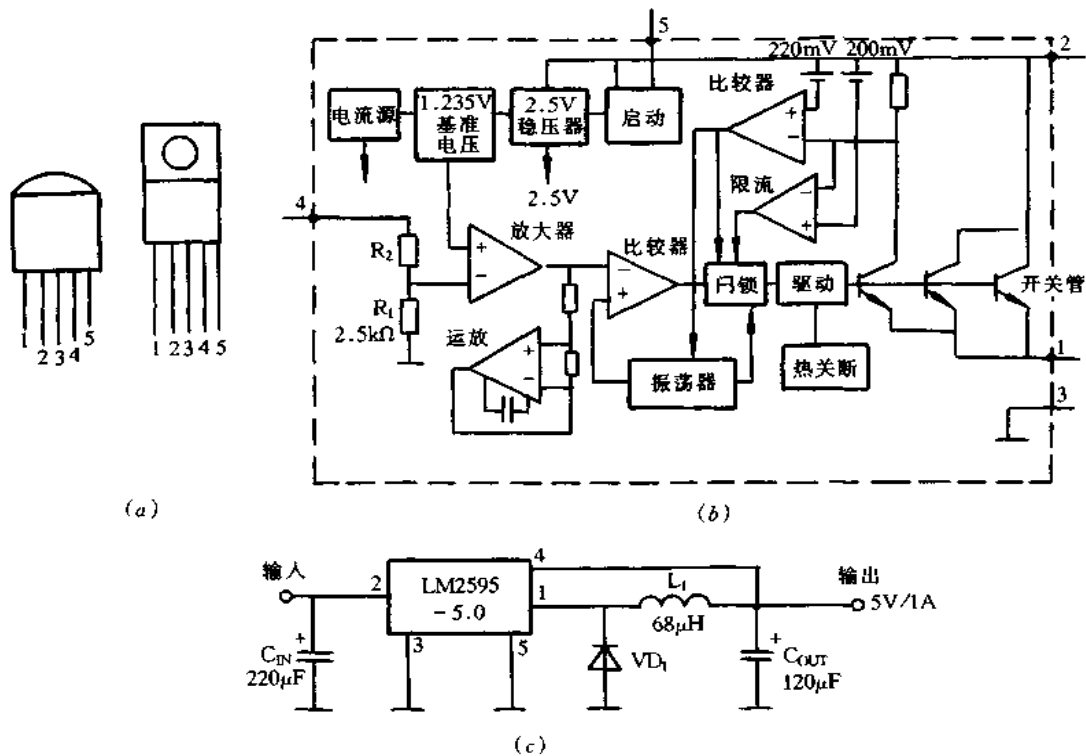 5
2
220mV 200mV
比较器
+
−
电流源
1.235V
基准
电压
2.5V
稳压器
启动
2.5V
限流
−
+
4
R₂
放大器
+
−
比较器
−
+
闩锁
驱动
开关管
R₁
2.5kΩ
运放
+
−
振荡器
热关断
1
3
1 2 3 4 5
1 2 3 4 5
(a)
(b)
输入
2
LM2595
-5.0
4
1
3
5
L₁
68μH
输出
5V/1A
+
C_IN
220μF
VD₁
+
C_OUT
120μF
(c)